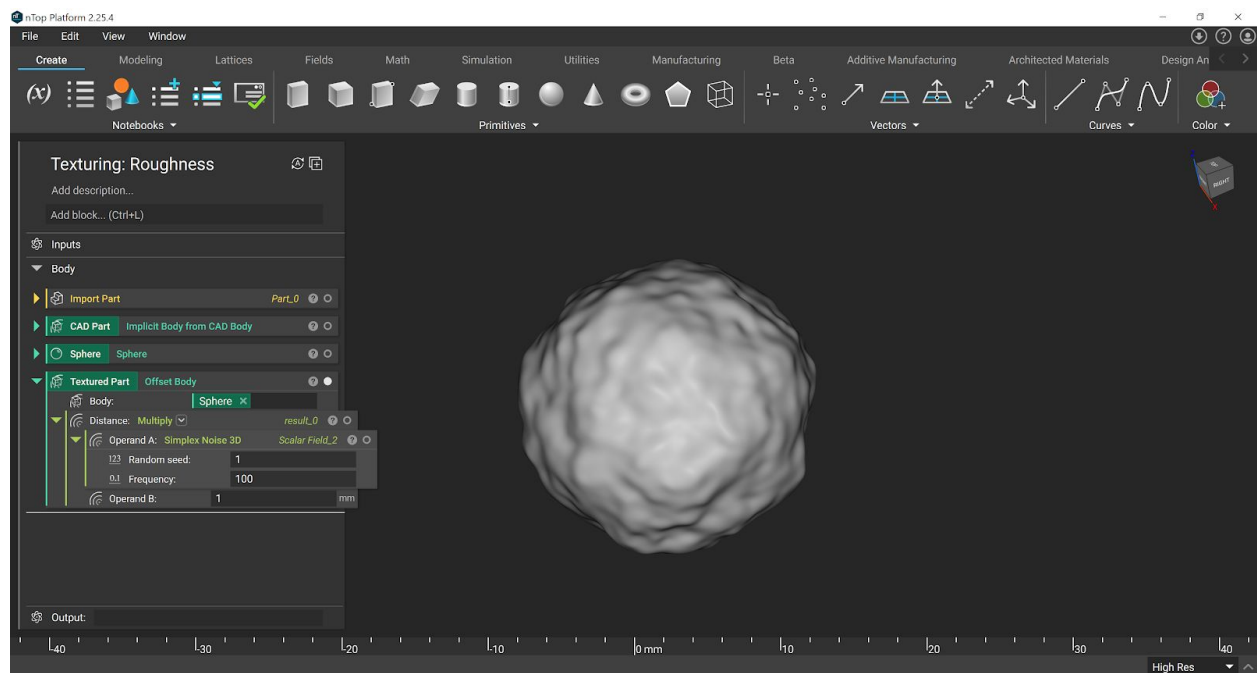 nTop Platform 2.25.4
File Edit View Window
Create Modeling Lattices Fields Math Simulation Utilities Manufacturing Beta Additive Manufacturing Architected Materials Design An
(x)
Notebooks Primitives Vectors Curves Color
Texturing: Roughness
Add description...
Add block... (Ctrl+L)
Inputs
Body
Import Part Part_0
CAD Part Implicit Body from CAD Body
Sphere Sphere
Textured Part Offset Body
Body: Sphere
Distance: Multiply result_0
Operand A: Simplex Noise 3D Scalar Field_2
123 Random seed: 1
0.1 Frequency: 100
Operand B: 1 mm
Output:
RIGHT
X
-40 -30 -20 -10 0 mm 10 20 30 40
High Res